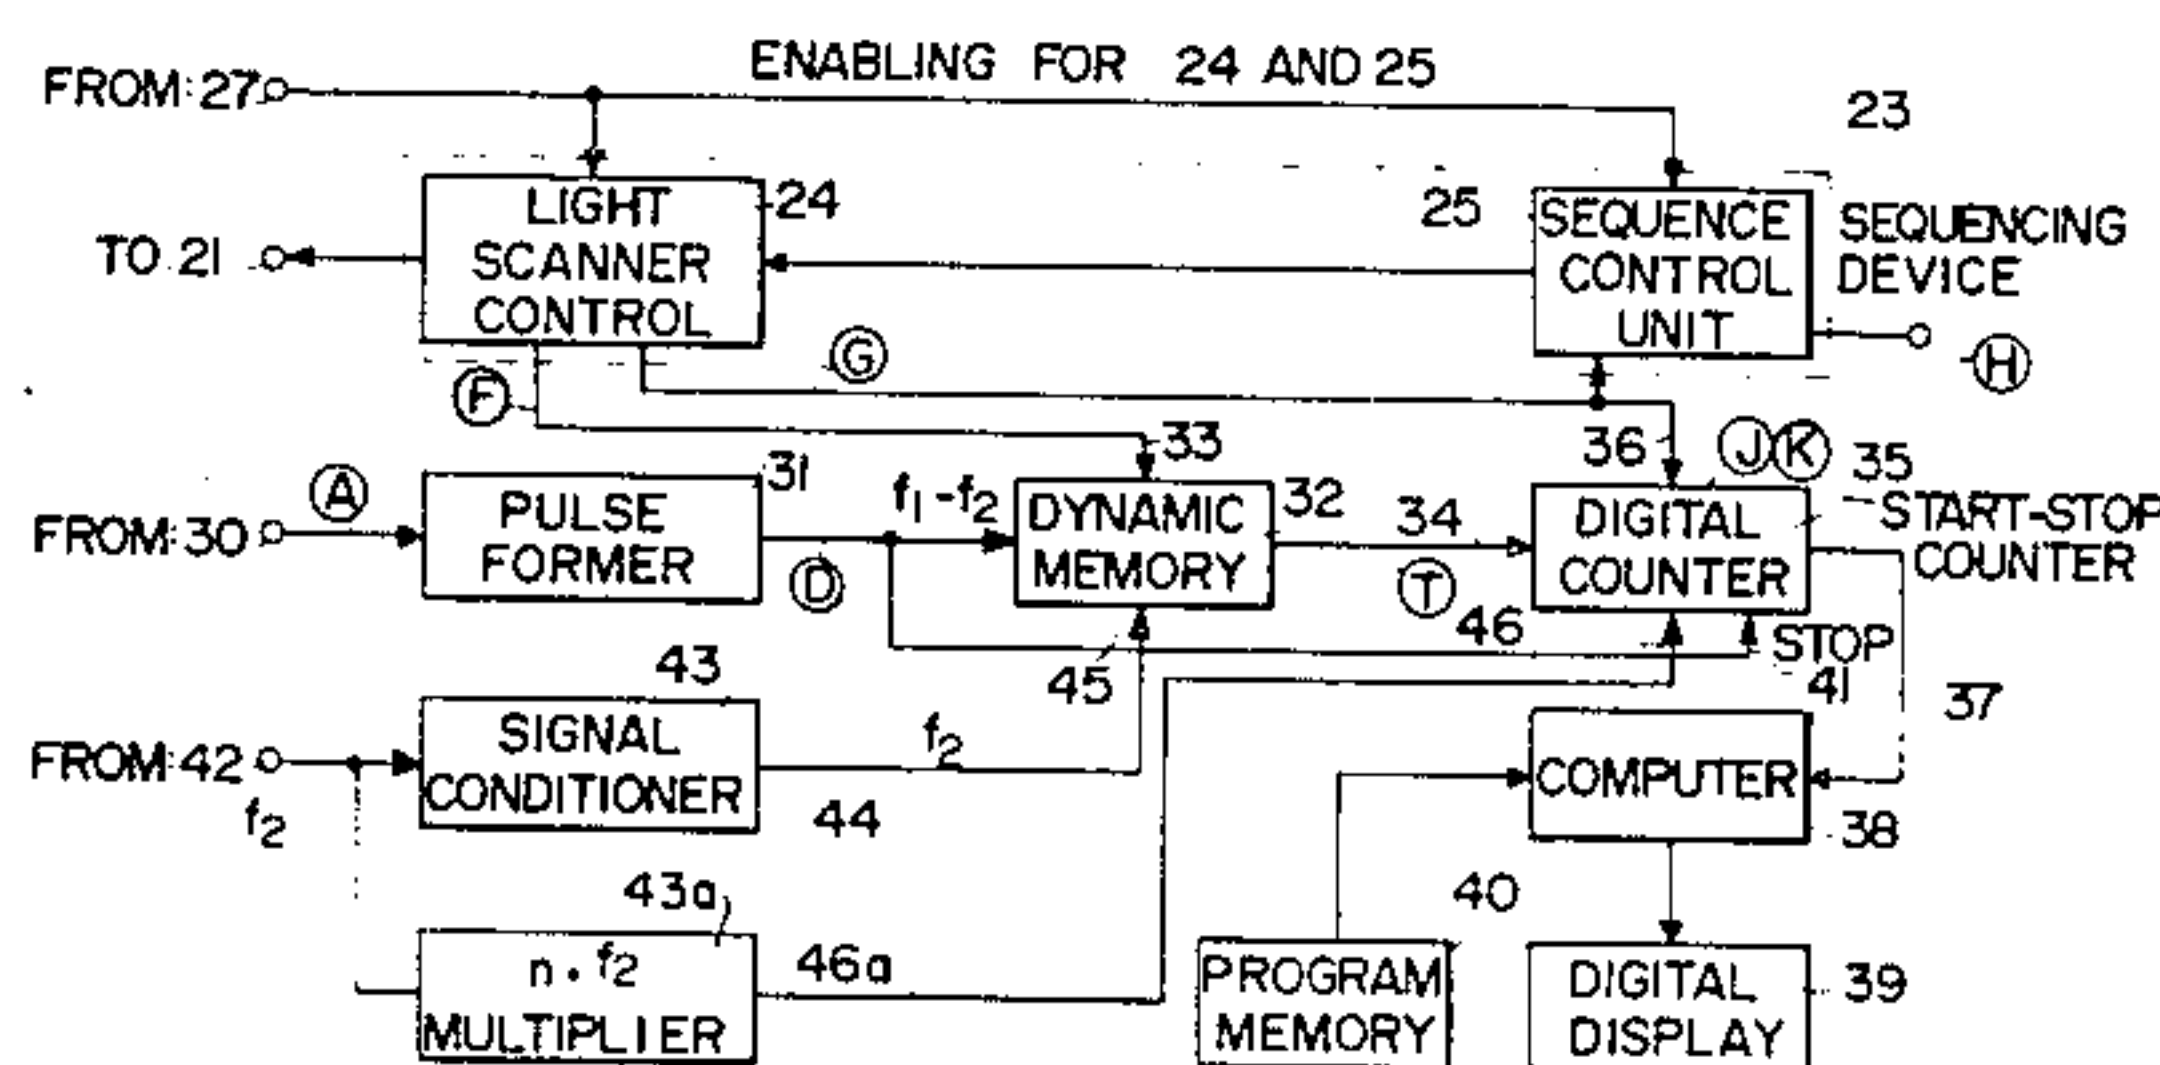 ENABLING FOR 24 AND 25
FROM: 27
23
LIGHT
SCANNER
CONTROL
24
25
SEQUENCE
CONTROL
UNIT
SEQUENCING
DEVICE
TO 21
G
H
F
33
36
J K
35
START-STOP
COUNTER
A
FROM: 30
PULSE
FORMER
31
D
f1-f2
DYNAMIC
MEMORY
32
34
T
DIGITAL
COUNTER
46
STOP
41
45
37
43
FROM: 42
f2
SIGNAL
CONDITIONER
f2
44
COMPUTER
38
43a
n · f2
MULTIPLIER
46a
40
PROGRAM
MEMORY
DIGITAL
DISPLAY
39